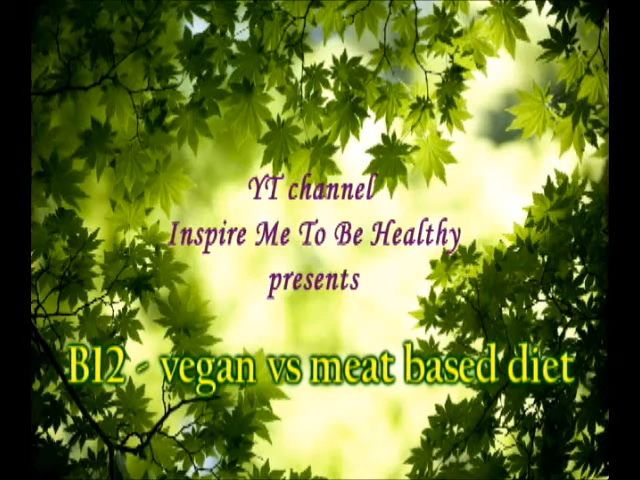 YT channel
Inspire Me To Be Healthy
presents
B12 - vegan vs meat based diet